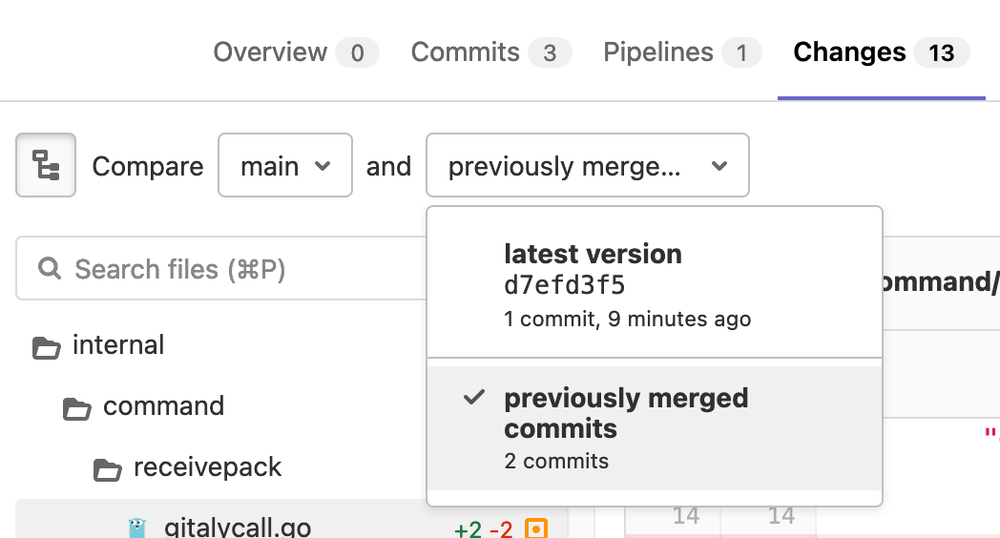 Overview 0 Commits 3 Pipelines 1 Changes 13
Compare main and previously merge...
Search files (⌘P)
latest version
d7efd3f5
1 commit, 9 minutes ago
previously merged
commits
2 commits
ommand/
internal
command
receivepack
gitalycall.go +2 -2
14 14